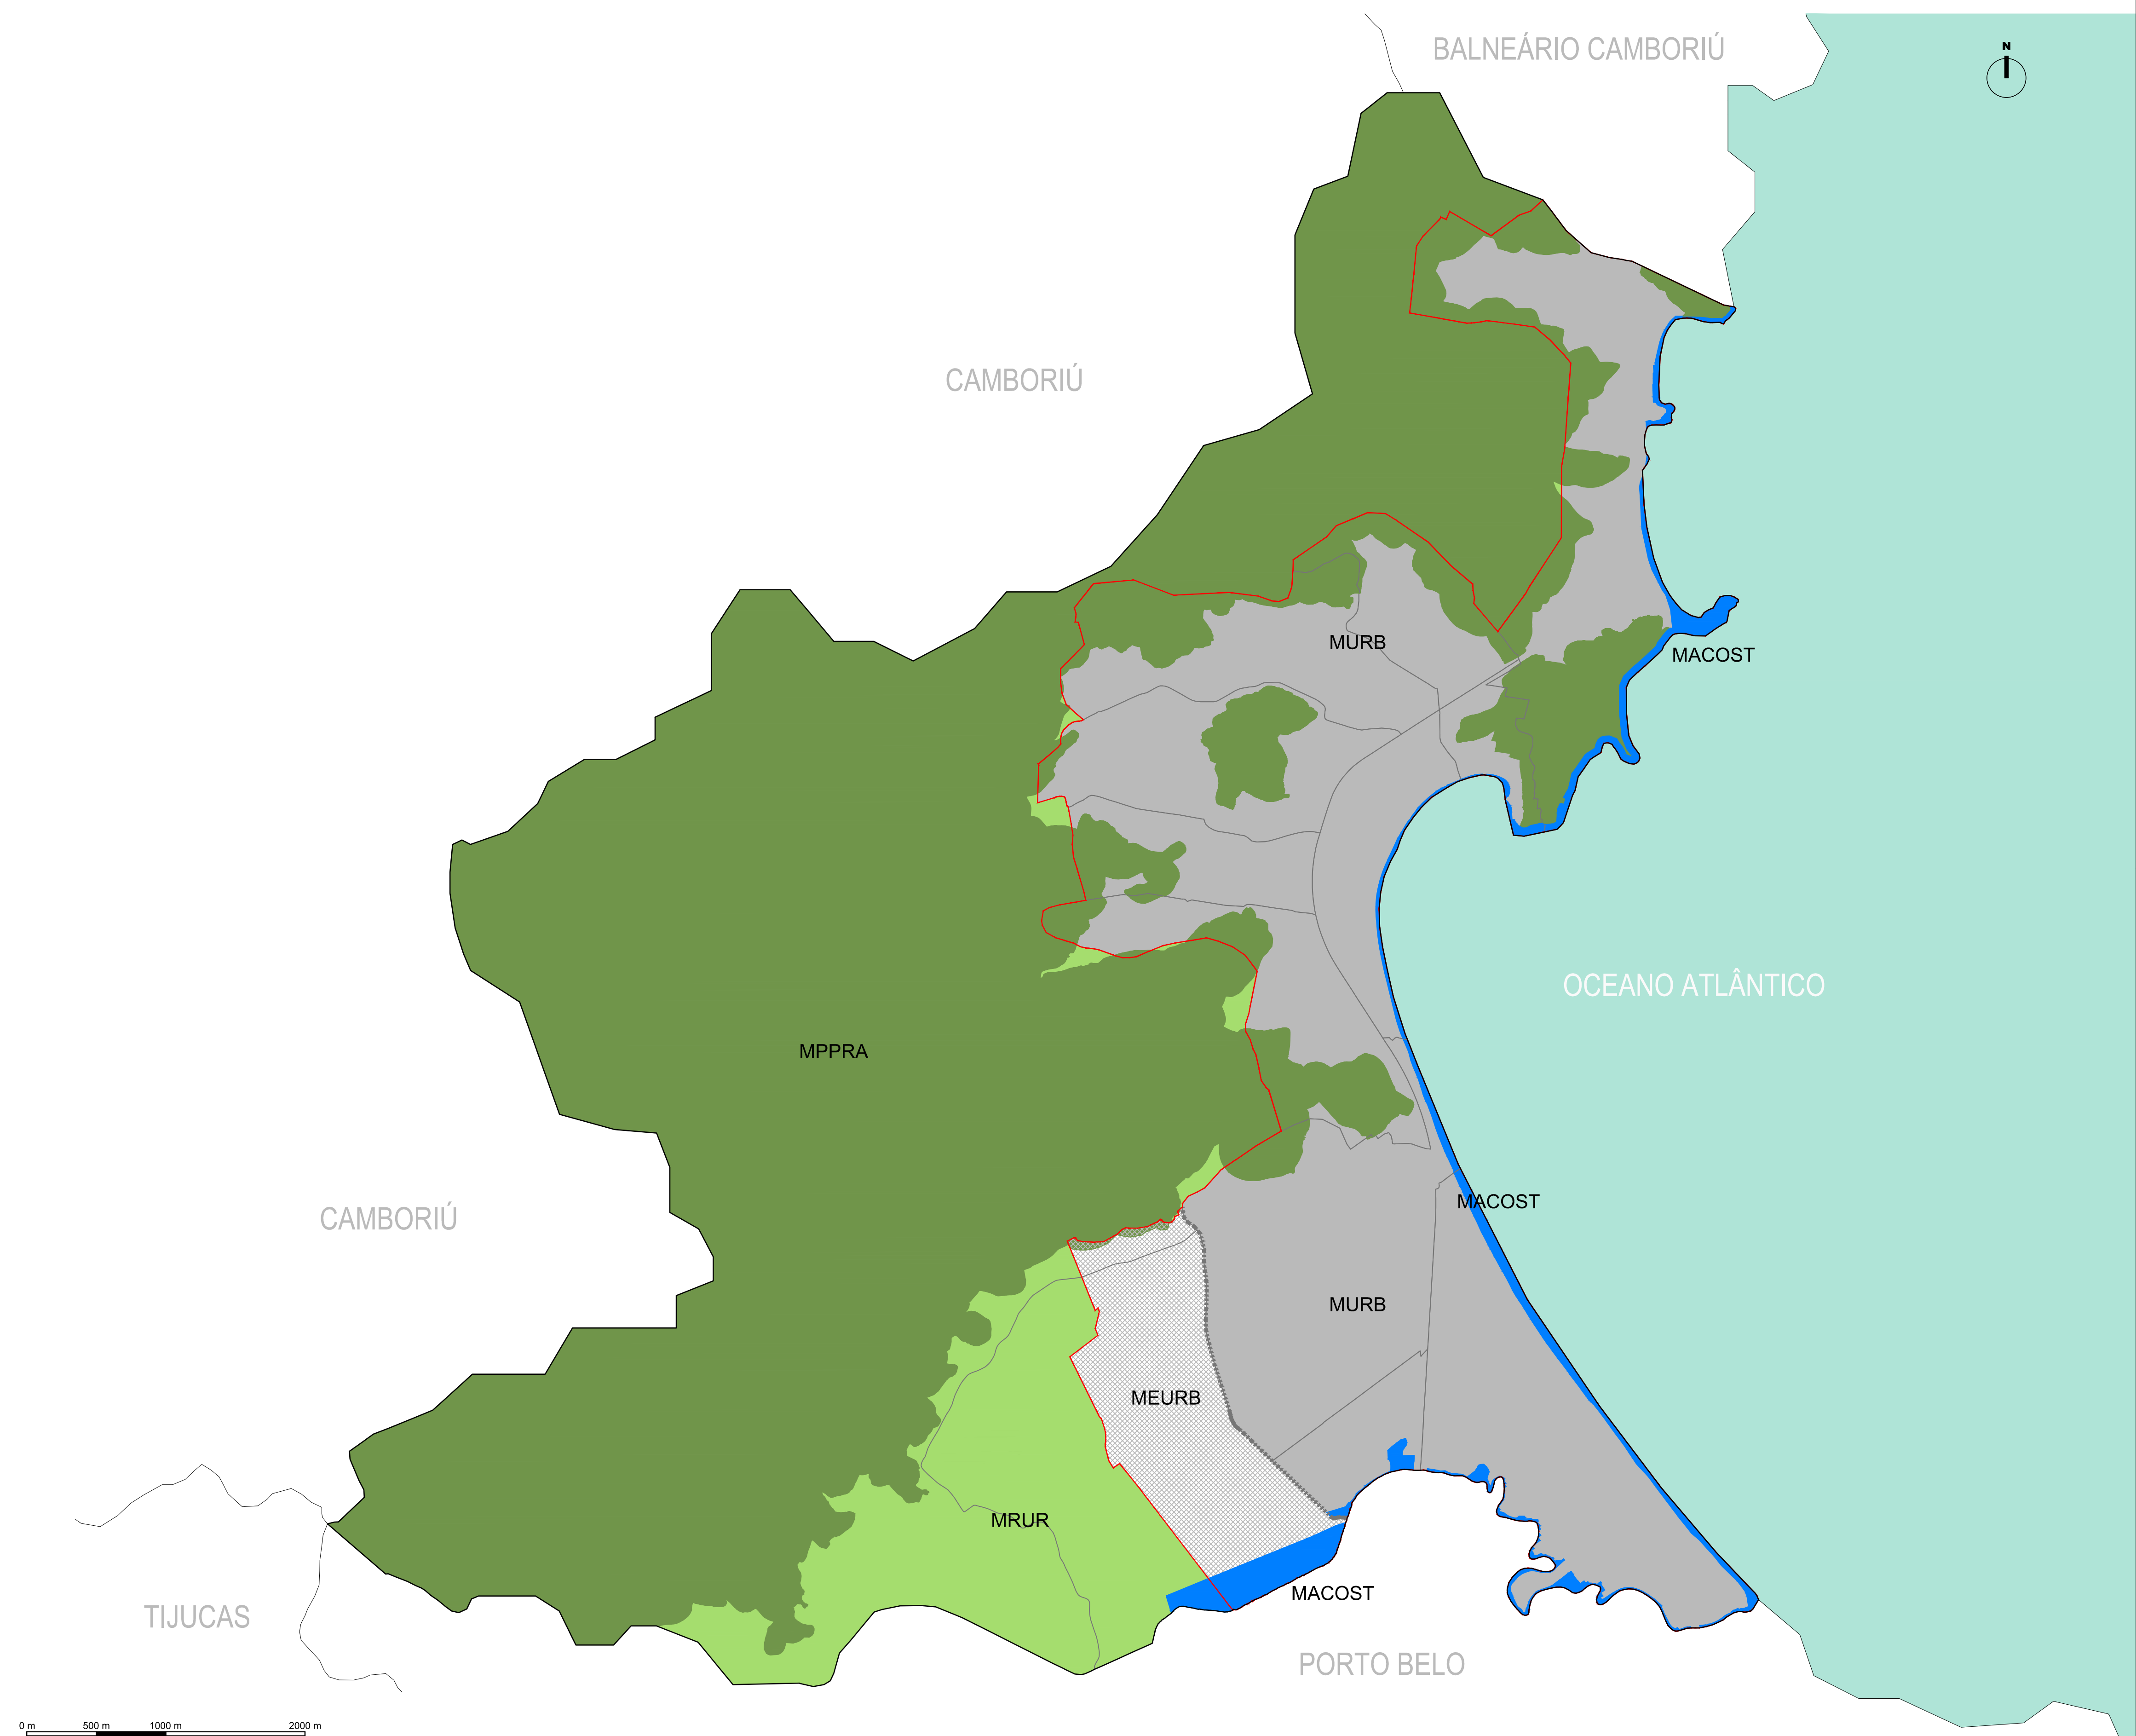 BALNEÁRIO CAMBORIÚ
N
CAMBORIÚ
MURB
MACOST
OCEANO ATLÂNTICO
MPPRA
MACOST
CAMBORIÚ
MURB
MEURB
MRUR
MACOST
TIJUCAS
PORTO BELO
0 m 500 m 1000 m 2000 m